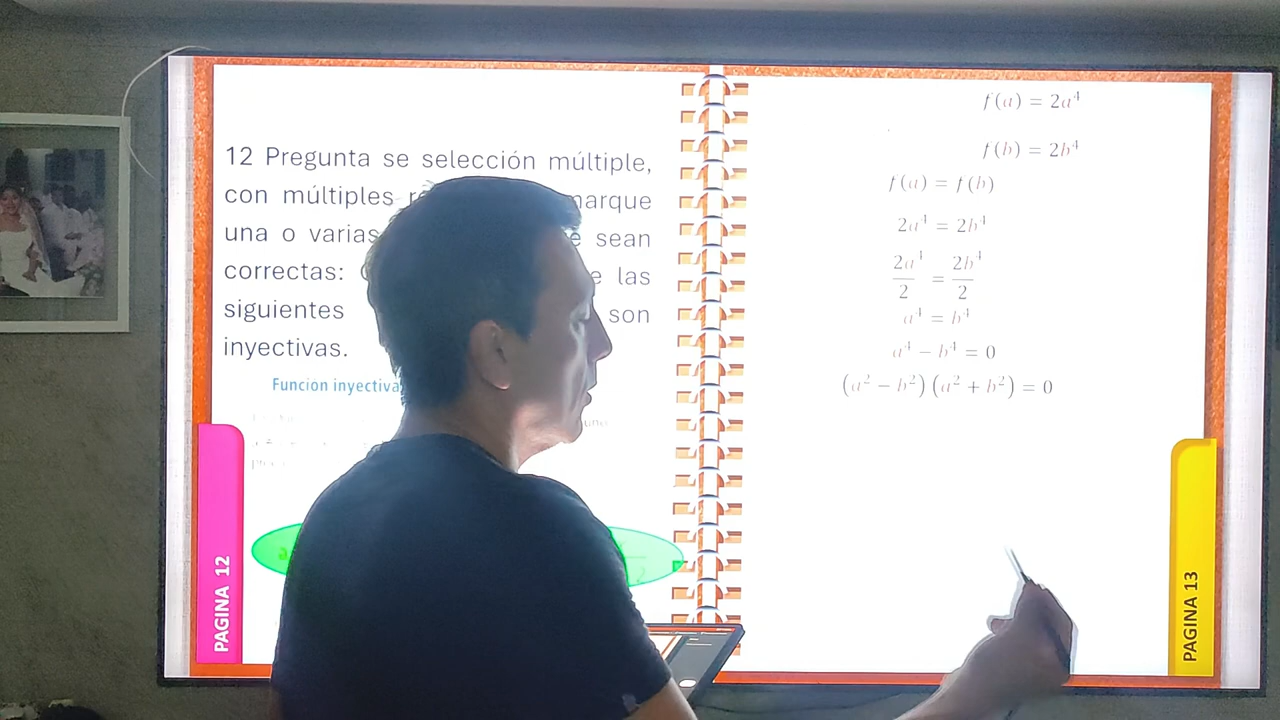 12 Pregunta se selección múltiple,
con múltiples marque
una o varias sean
correctas: las
siguientes son
inyectivas.
Funcion inyectiva
PAGINA 12
f(a) = 2a⁴
f(b) = 2b⁴
f(a) = f(b)
2a⁴ = 2b⁴
2a⁴/2 = 2b⁴/2
a⁴ = b⁴
a⁴ − b⁴ = 0
(a² − b²)(a² + b²) = 0
PAGINA 13